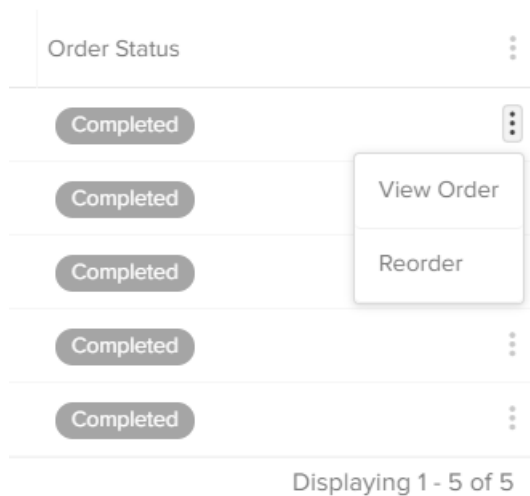 Order Status
Completed
Completed
View Order
Completed
Reorder
Completed
Completed
Displaying 1 - 5 of 5